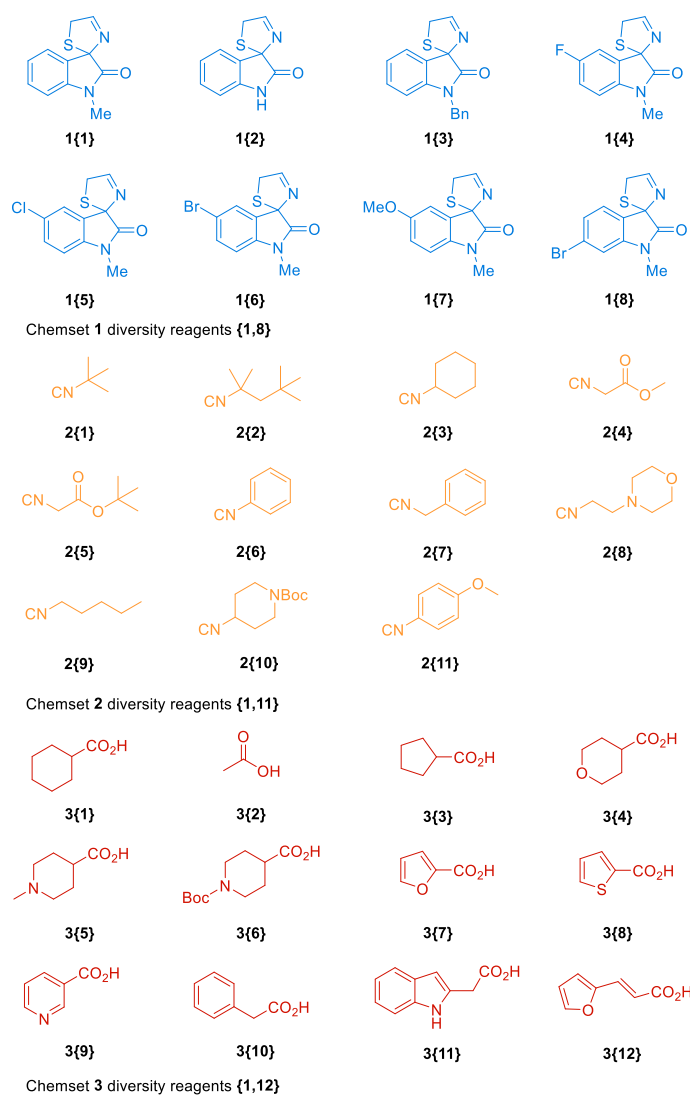 S N O N Me
S N O N H
S N O N Bn
F S N O N Me
1{1} 1{2} 1{3} 1{4}
Cl S N O N Me
Br S N O N Me
MeO S N O N Me
Br S N O N Me
1{5} 1{6} 1{7} 1{8}
Chemset 1 diversity reagents {1,8}
CN CN CN CN O O
2{1} 2{2} 2{3} 2{4}
CN O O CN CN CN N O
2{5} 2{6} 2{7} 2{8}
CN CN NBoc CN O
2{9} 2{10} 2{11}
Chemset 2 diversity reagents {1,11}
CO2H O OH CO2H O CO2H
3{1} 3{2} 3{3} 3{4}
N CO2H BocN CO2H O CO2H S CO2H
3{5} 3{6} 3{7} 3{8}
N CO2H CO2H N H CO2H O CO2H
3{9} 3{10} 3{11} 3{12}
Chemset 3 diversity reagents {1,12}